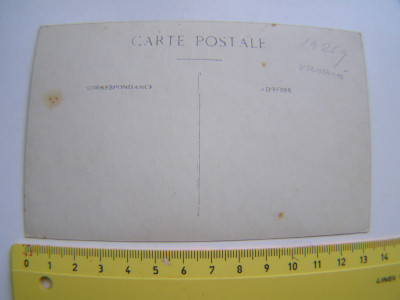 CARTE POSTALE
CORRESPONDANCE
ADRESSE
0 1 2 3 4 5 6 7 8 9 10 11 12 13 14
LINEX